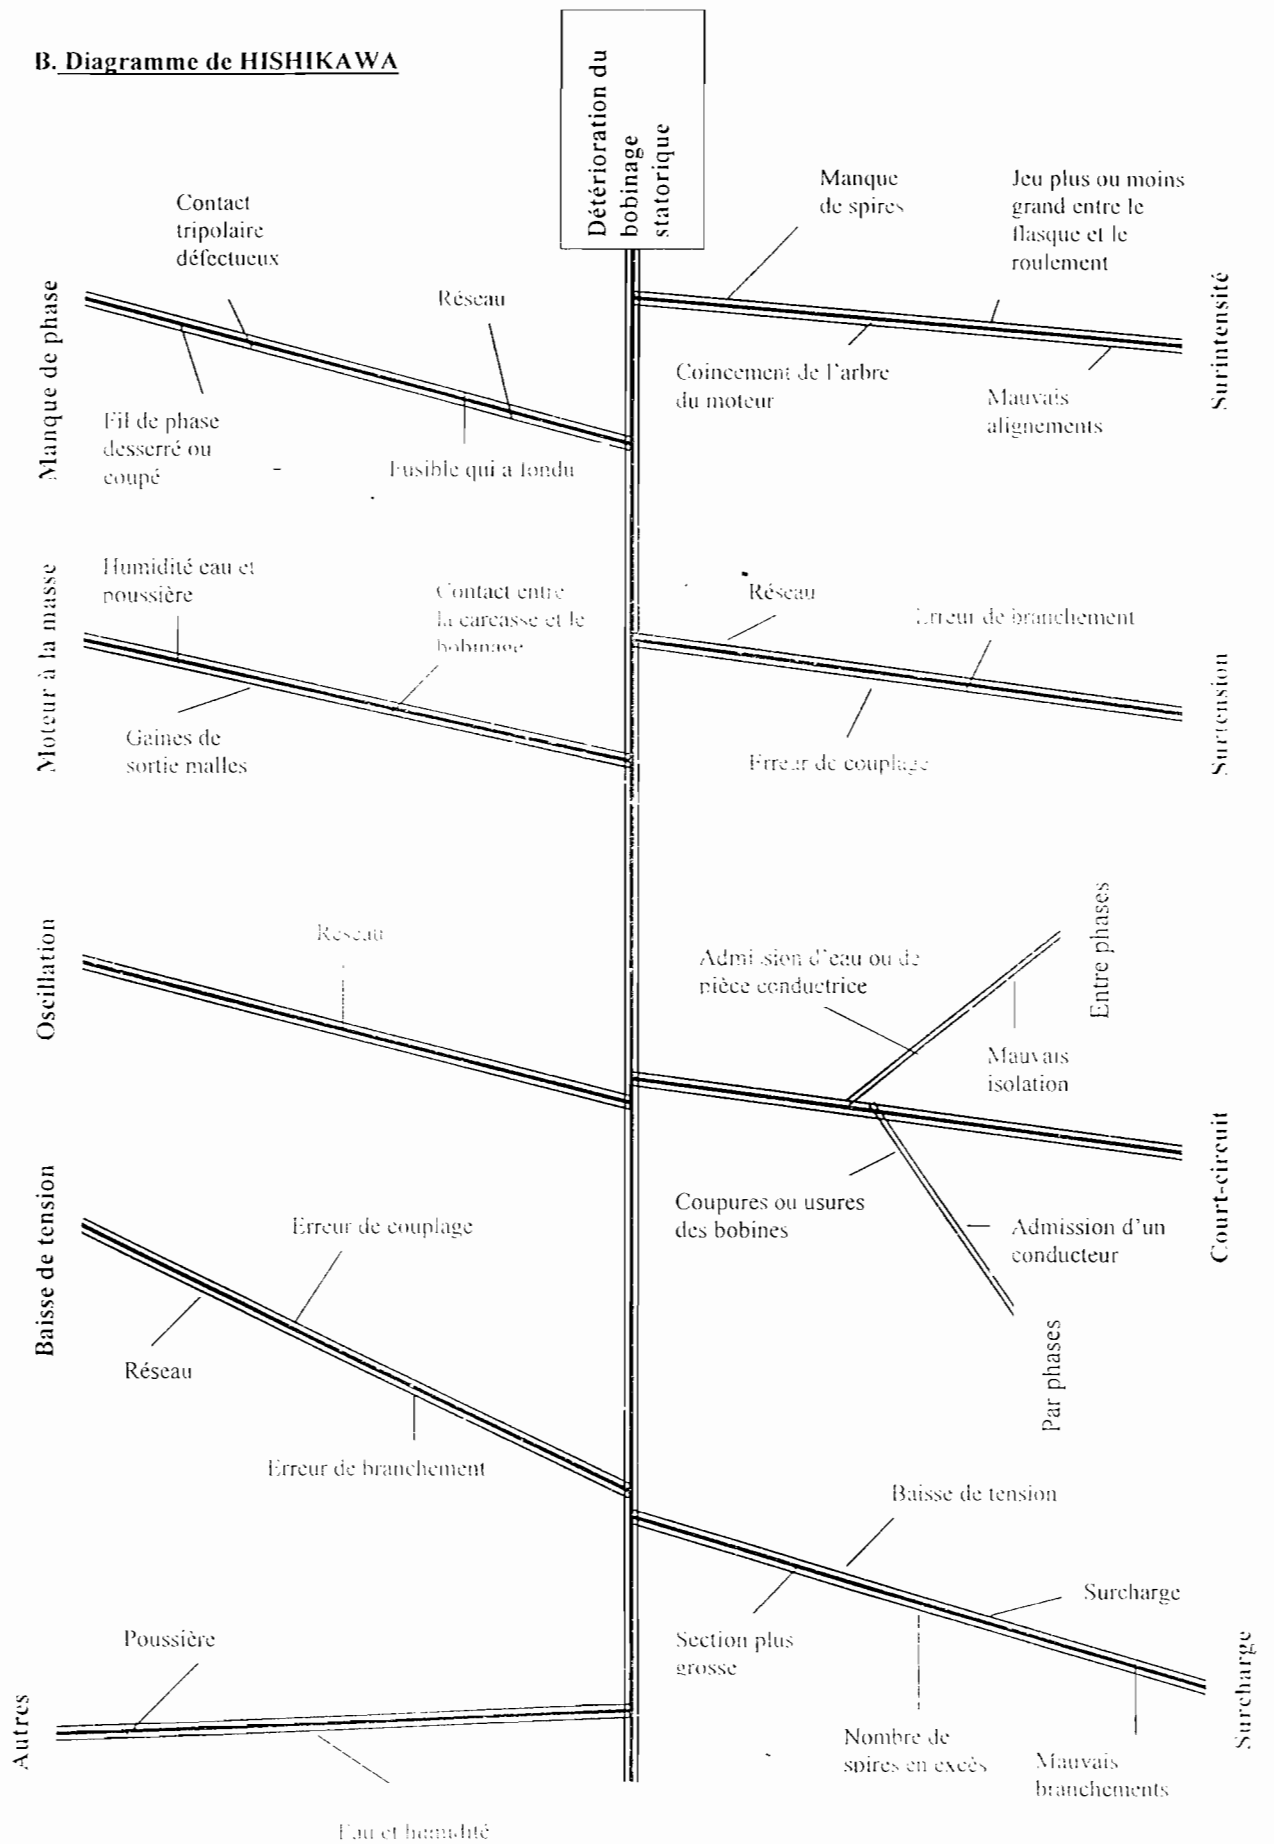 B. Diagramme de HISHIKAWA
Détérioration du
bobinage
statorique
Manque de phase
Contact
tripolaire
défectueux
Réseau
Fil de phase
desserré ou
coupé
Fusible qui a fondu
Manque
de spires
Jeu plus ou moins
grand entre le
flasque et le
roulement
Surintensité
Coincement de l'arbre
du moteur
Mauvais
alignements
Moteur à la masse
Humidité eau et
poussière
Contact entre
la carcasse et le
bobinage
Gaines de
sortie malles
Réseau
Erreur de branchement
Surtension
Erreur de couplage
Oscillation
Réseau
Entre phases
Admission d'eau ou de
pièce conductrice
Mauvais
isolation
Court-circuit
Coupures ou usures
des bobines
Admission d'un
conducteur
Par phases
Baisse de tension
Erreur de couplage
Réseau
Erreur de branchement
Baisse de tension
Surcharge
Surcharge
Section plus
grosse
Nombre de
spires en excès
Mauvais
branchements
Autres
Poussière
Eau et humidité